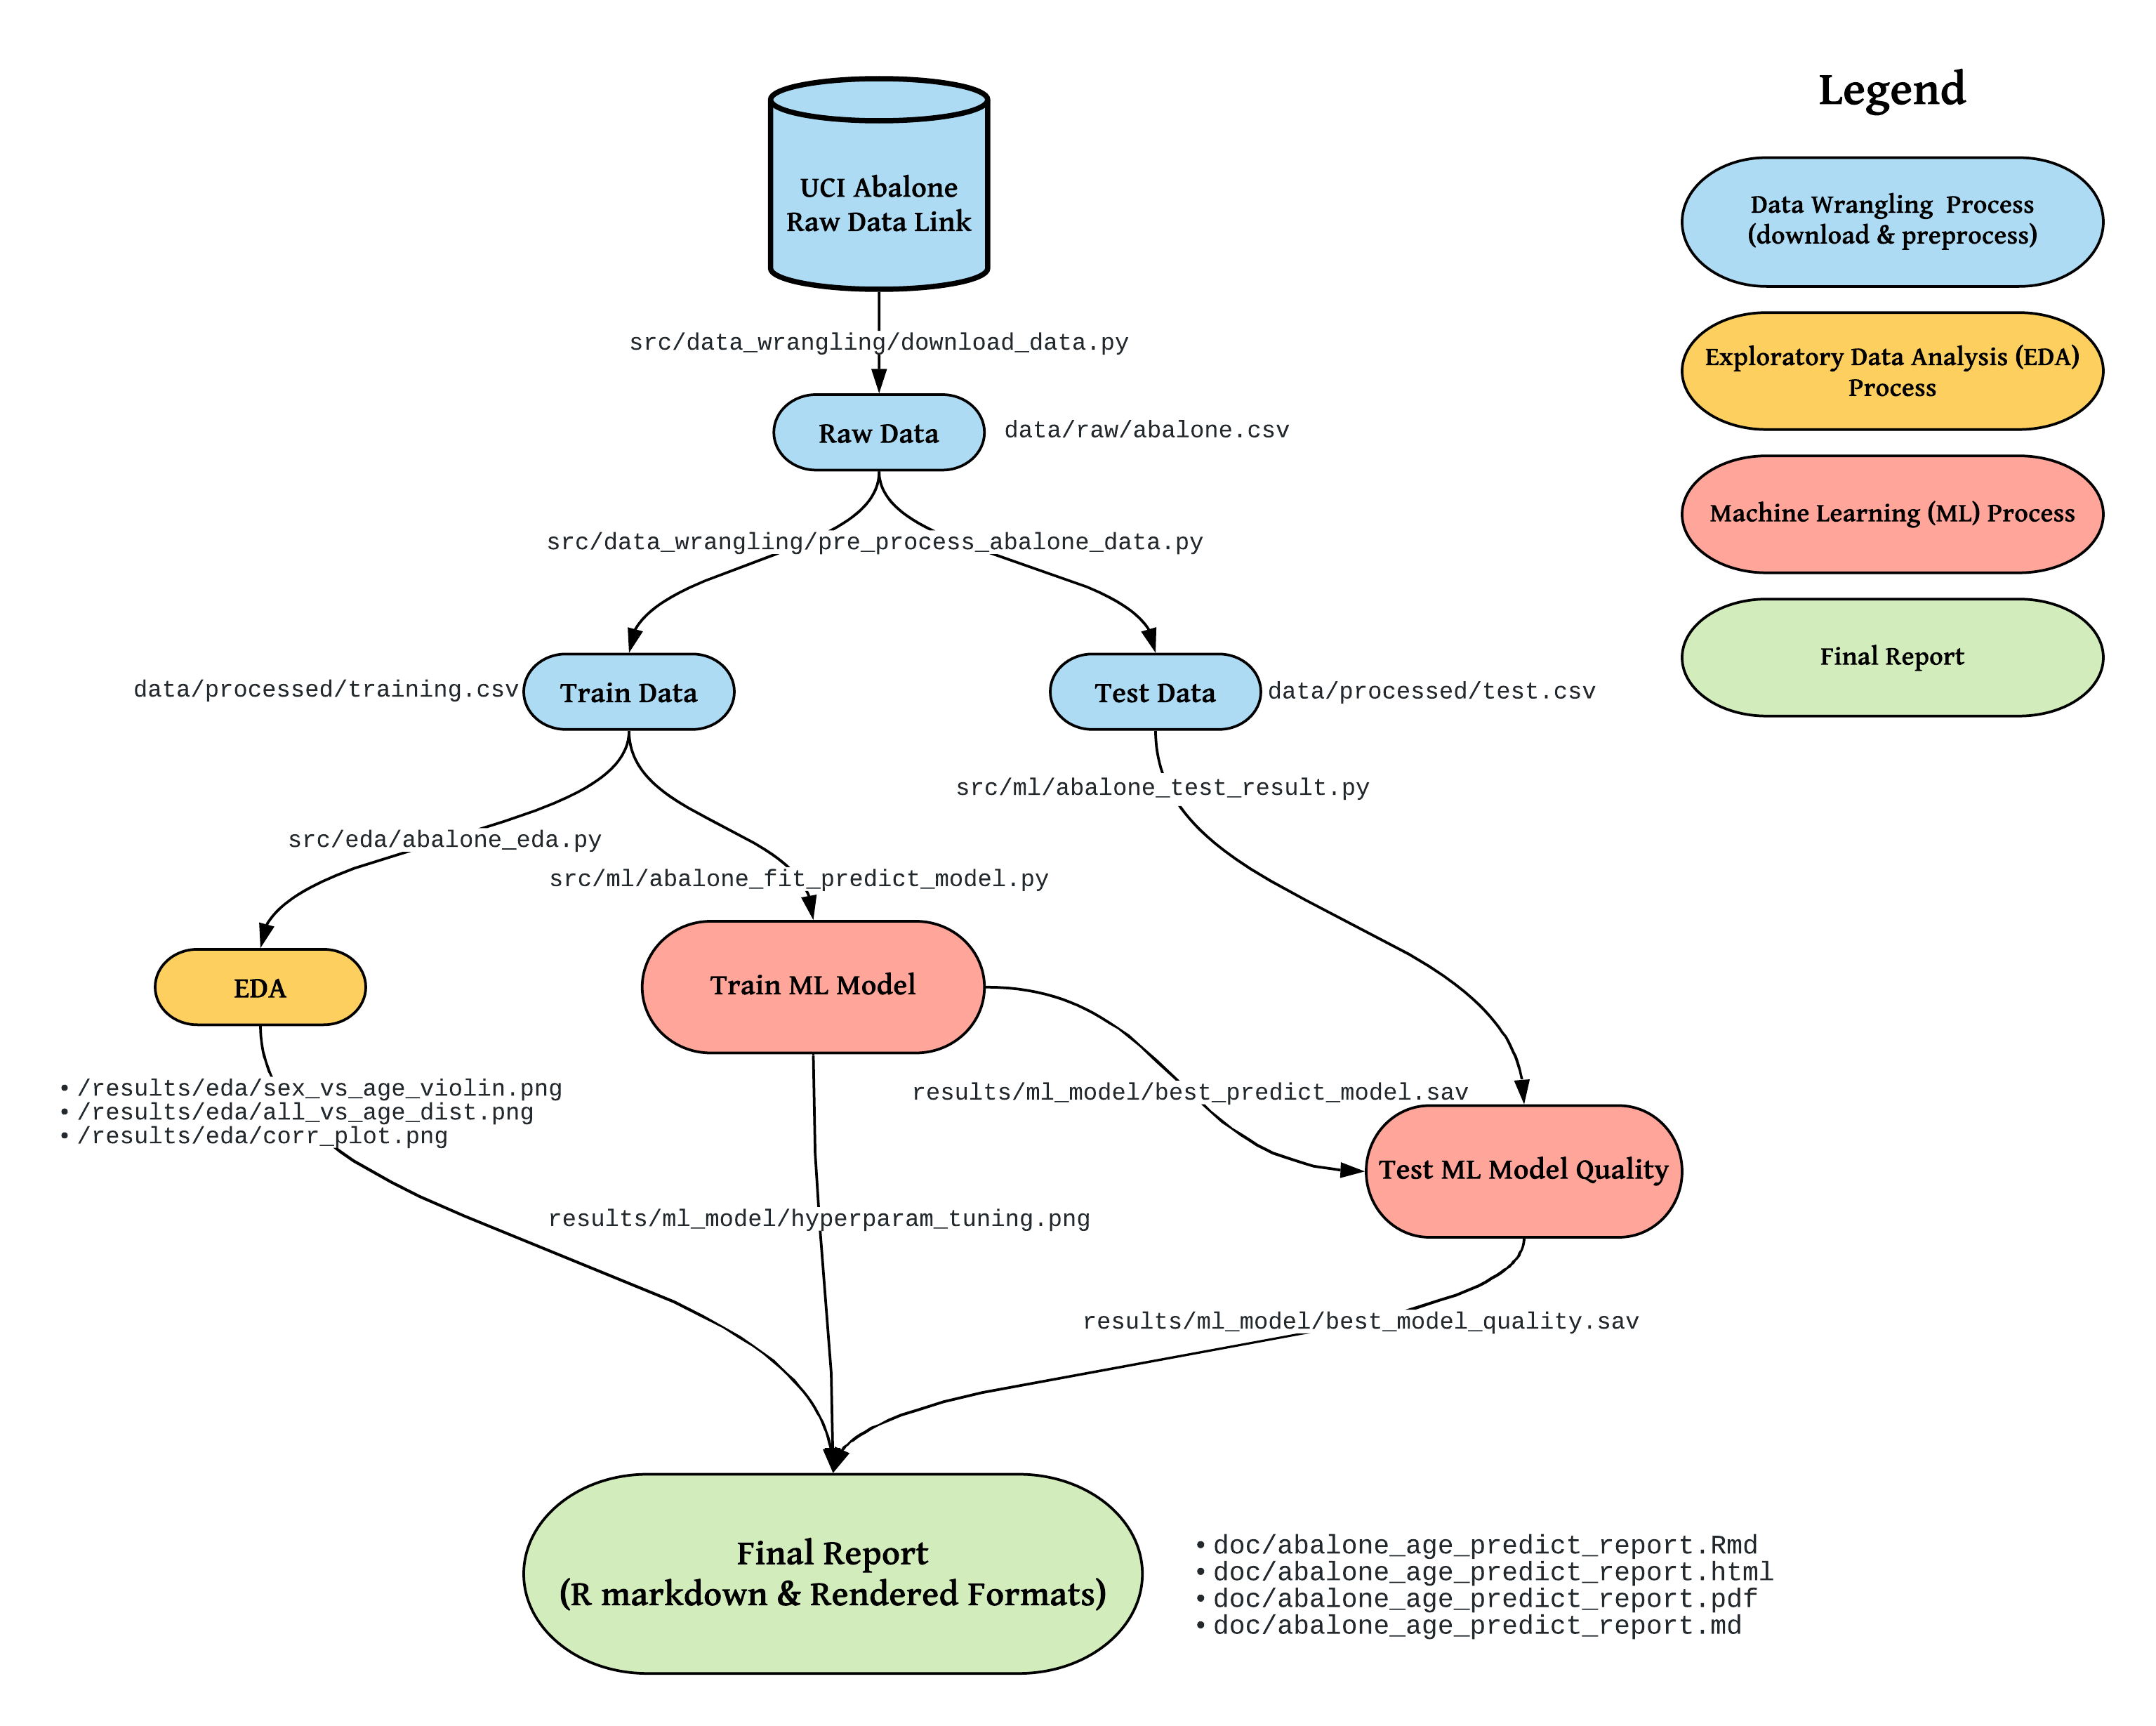 Legend
UCI Abalone
Raw Data Link
Data Wrangling  Process
(download & preprocess)
src/data_wrangling/download_data.py
Exploratory Data Analysis (EDA)
Process
Raw Data
data/raw/abalone.csv
Machine Learning (ML) Process
src/data_wrangling/pre_process_abalone_data.py
Final Report
data/processed/training.csv
Train Data
Test Data
data/processed/test.csv
src/ml/abalone_test_result.py
src/eda/abalone_eda.py
src/ml/abalone_fit_predict_model.py
EDA
Train ML Model
• /results/eda/sex_vs_age_violin.png
• /results/eda/all_vs_age_dist.png
• /results/eda/corr_plot.png
results/ml_model/best_predict_model.sav
Test ML Model Quality
results/ml_model/hyperparam_tuning.png
results/ml_model/best_model_quality.sav
Final Report
(R markdown & Rendered Formats)
• doc/abalone_age_predict_report.Rmd
• doc/abalone_age_predict_report.html
• doc/abalone_age_predict_report.pdf
• doc/abalone_age_predict_report.md